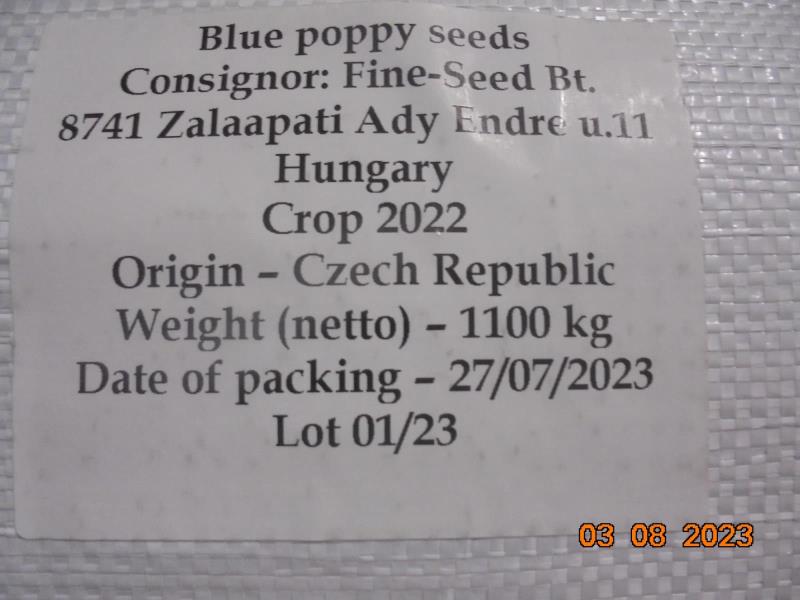 Blue poppy seeds
Consignor: Fine-Seed Bt.
8741 Zalaapati Ady Endre u.11
Hungary
Crop 2022
Origin – Czech Republic
Weight (netto) – 1100 kg
Date of packing – 27/07/2023
Lot 01/23
03 08 2023